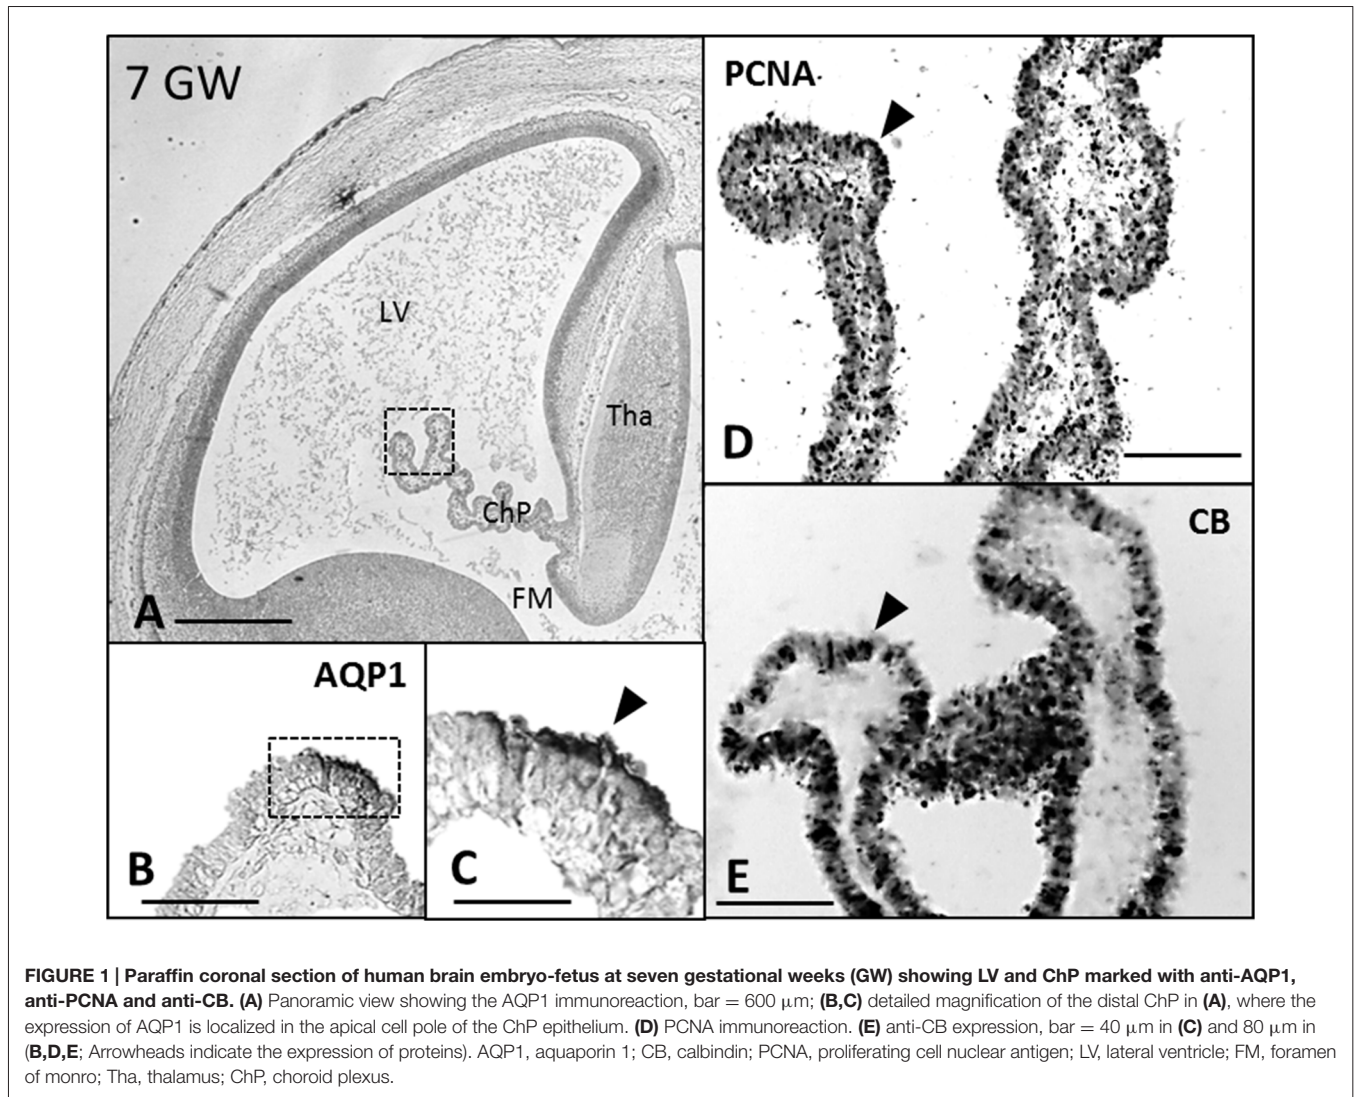 7 GW
LV
Tha
ChP
FM
A
PCNA
D
AQP1
B
C
CB
E
FIGURE 1 | Paraffin coronal section of human brain embryo-fetus at seven gestational weeks (GW) showing LV and ChP marked with anti-AQP1,
anti-PCNA and anti-CB. (A) Panoramic view showing the AQP1 immunoreaction, bar = 600 μm; (B,C) detailed magnification of the distal ChP in (A), where the
expression of AQP1 is localized in the apical cell pole of the ChP epithelium. (D) PCNA immunoreaction. (E) anti-CB expression, bar = 40 μm in (C) and 80 μm in
(B,D,E; Arrowheads indicate the expression of proteins). AQP1, aquaporin 1; CB, calbindin; PCNA, proliferating cell nuclear antigen; LV, lateral ventricle; FM, foramen
of monro; Tha, thalamus; ChP, choroid plexus.